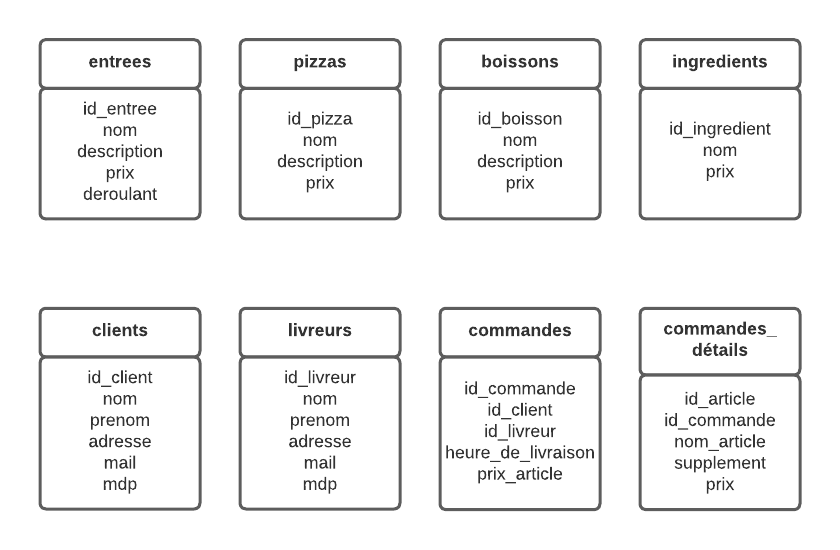 entrees
id_entree
nom
description
prix
deroulant
pizzas
id_pizza
nom
description
prix
boissons
id_boisson
nom
description
prix
ingredients
id_ingredient
nom
prix
clients
id_client
nom
prenom
adresse
mail
mdp
livreurs
id_livreur
nom
prenom
adresse
mail
mdp
commandes
id_commande
id_client
id_livreur
heure_de_livraison
prix_article
commandes_
détails
id_article
id_commande
nom_article
supplement
prix